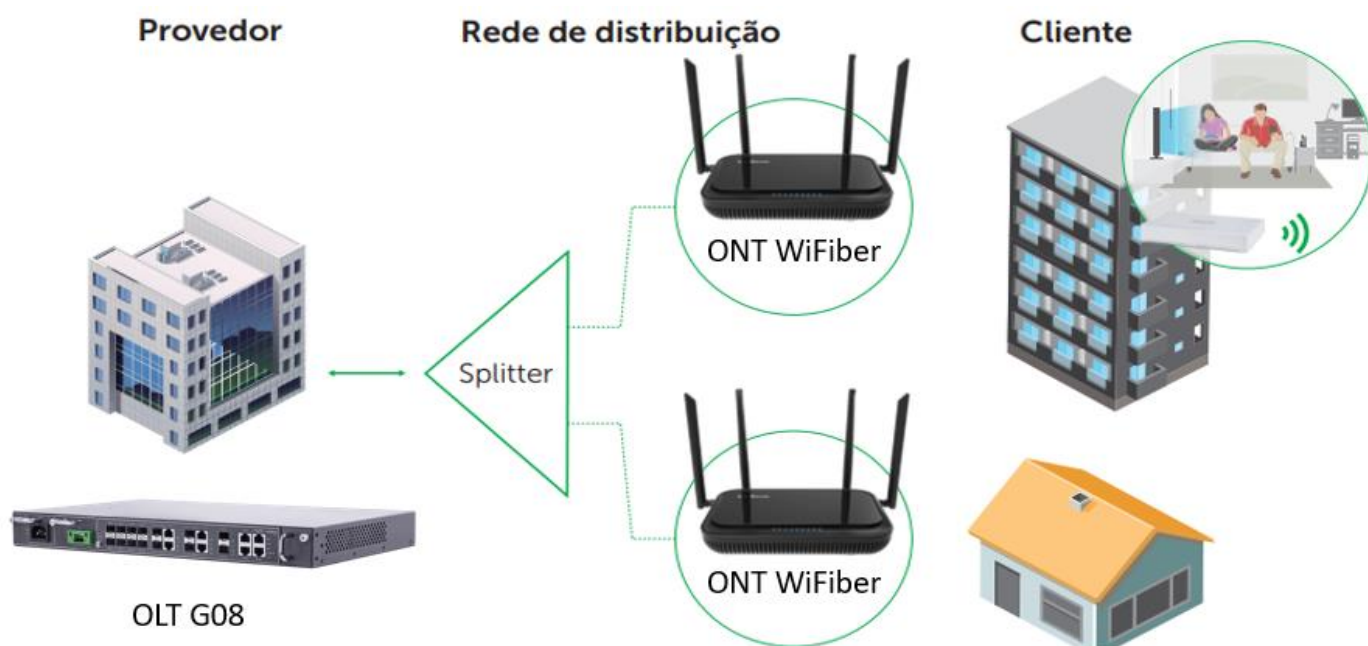 Provedor
Rede de distribuição
Cliente
ONT WiFiber
Splitter
ONT WiFiber
OLT G08